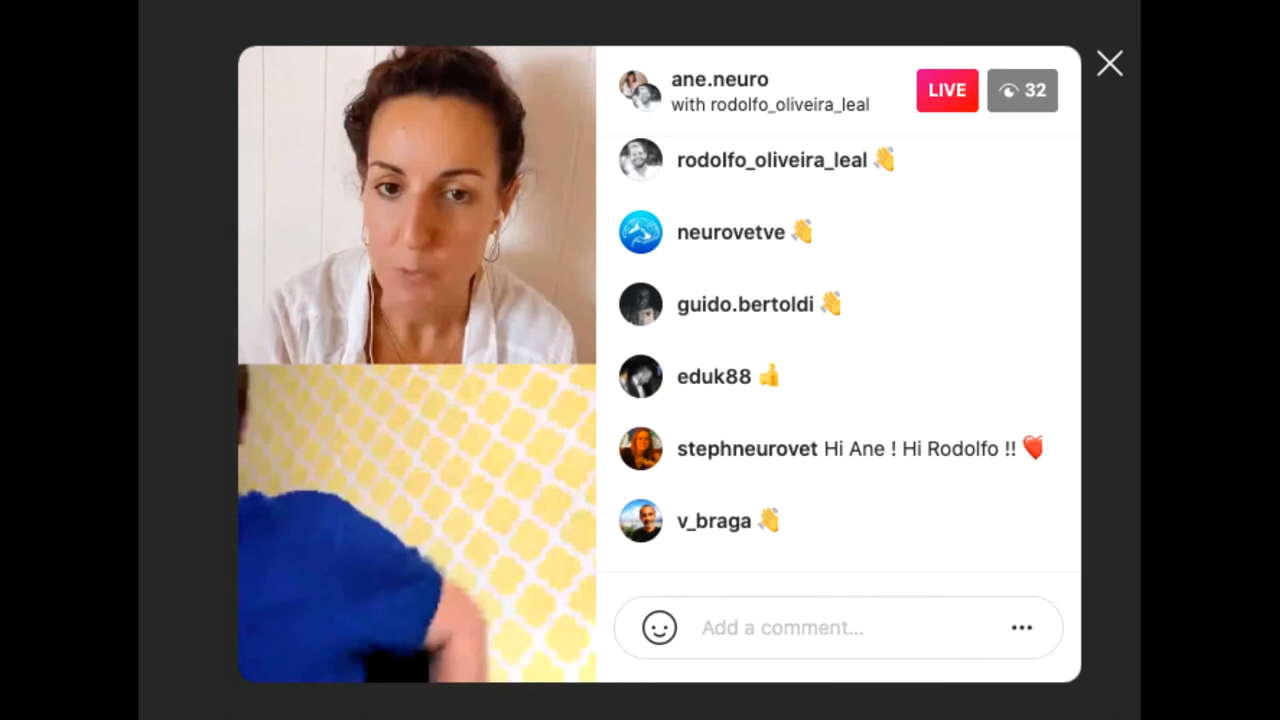 ane.neuro
with rodolfo_oliveira_leal
LIVE
32
rodolfo_oliveira_leal 👏
neurovetve 👏
guido.bertoldi 👏
eduk88 👍
stephneurovet Hi Ane ! Hi Rodolfo !! ❤️
v_braga 👏
Add a comment...